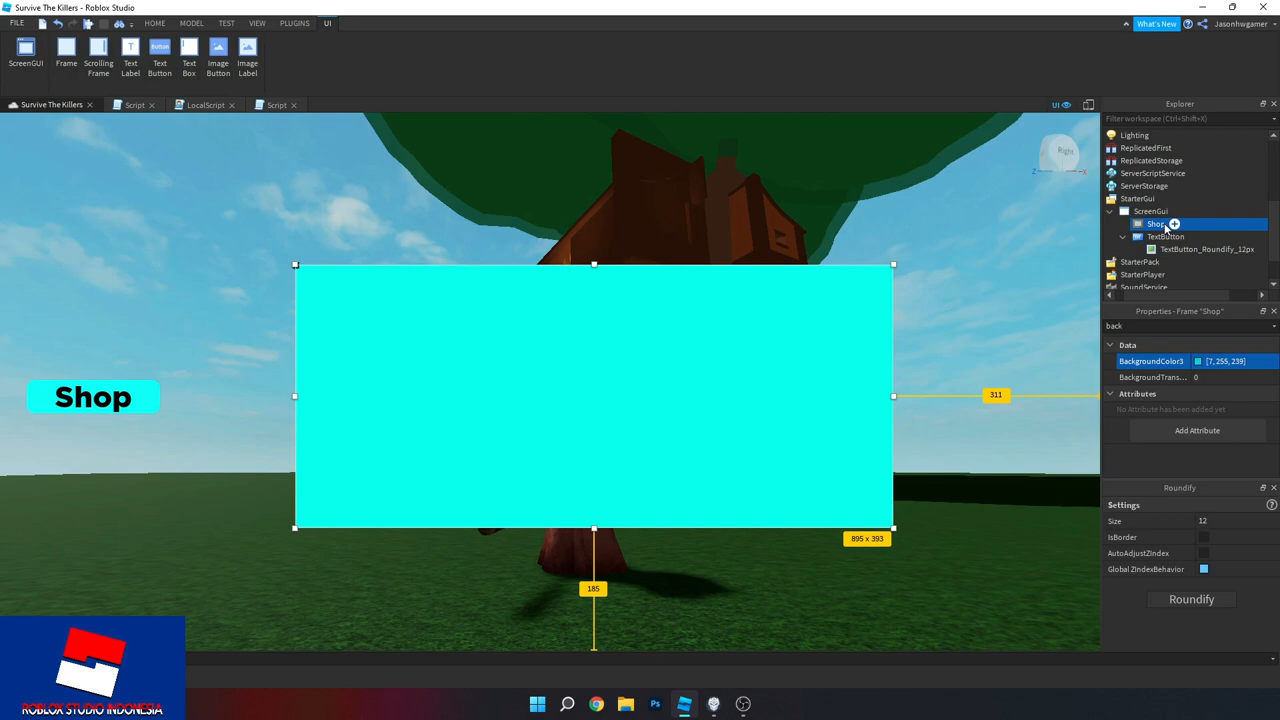 Survive The Killers - Roblox Studio
FILE HOME MODEL TEST VIEW PLUGINS UI What's New Jasonhwgamer
ScreenGUI Frame Scrolling Frame Text Label Text Button Text Box Image Button Image Label
Button T
Survive The Killers Script LocalScript Script UI
Explorer
Filter workspace (Ctrl+Shift+X)
Lighting
ReplicatedFirst
ReplicatedStorage
ServerScriptService
ServerStorage
StarterGui
ScreenGui
Shop
TextButton
TextButton_Roundify_12px
StarterPack
StarterPlayer
SoundService
Right
Z X
Properties - Frame "Shop"
back
Data
BackgroundColor3 [7, 255, 239]
BackgroundTrans... 0
Attributes
No Attribute has been added yet
Add Attribute
Shop
311
895 x 393
185
Roundify
Settings
Size 12
IsBorder
AutoAdjustZIndex
Global ZIndexBehavior
Roundify
ROBLOX STUDIO INDONESIA
Ps